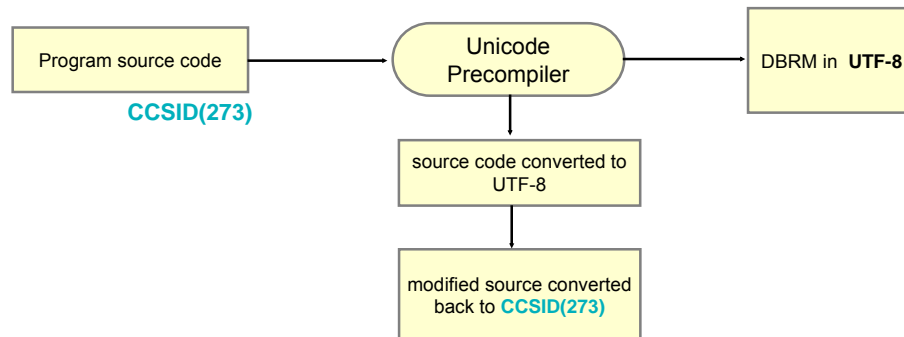 Program source code
CCSID(273)
Unicode
Precompiler
DBRM in UTF-8
source code converted to
UTF-8
modified source converted
back to CCSID(273)